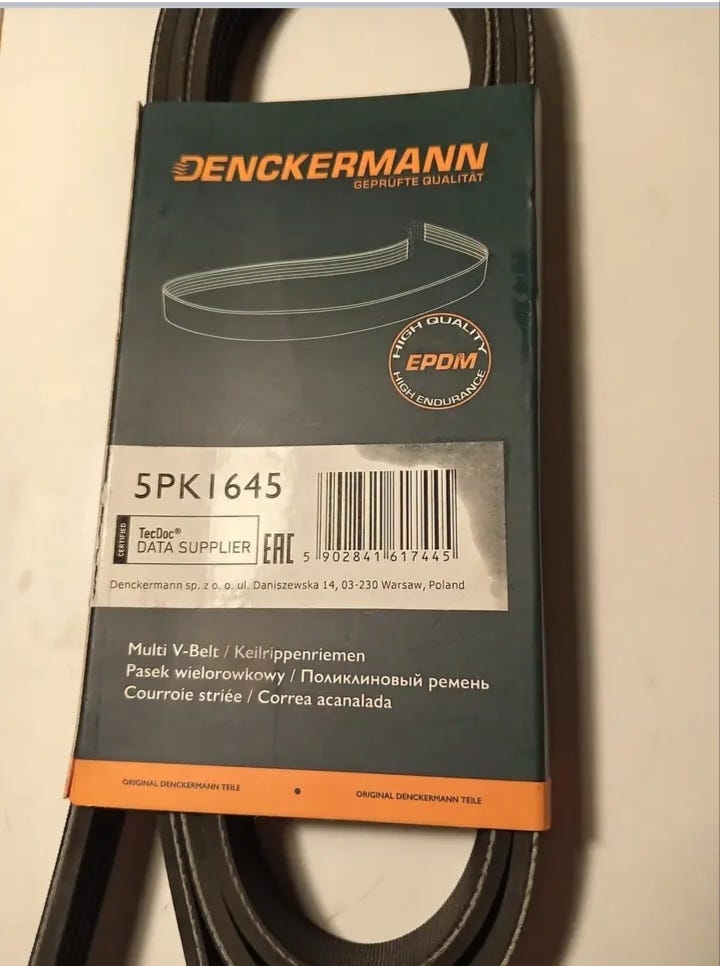 DENCKERMANN
GEPRÜFTE QUALITÄT
HIGH QUALITY
EPDM
HIGH ENDURANCE
5PK1645
CERTIFIED
TecDoc®
DATA SUPPLIER
EAC
5 902841 617445
Denckermann sp. z o. o. ul. Daniszewska 14, 03-230 Warsaw, Poland
Multi V-Belt / Keilrippenriemen
Pasek wielorowkowy / Поликлиновый ремень
Courroie striée / Correa acanalada
ORIGINAL DENCKERMANN TEILE • ORIGINAL DENCKERMANN TEILE